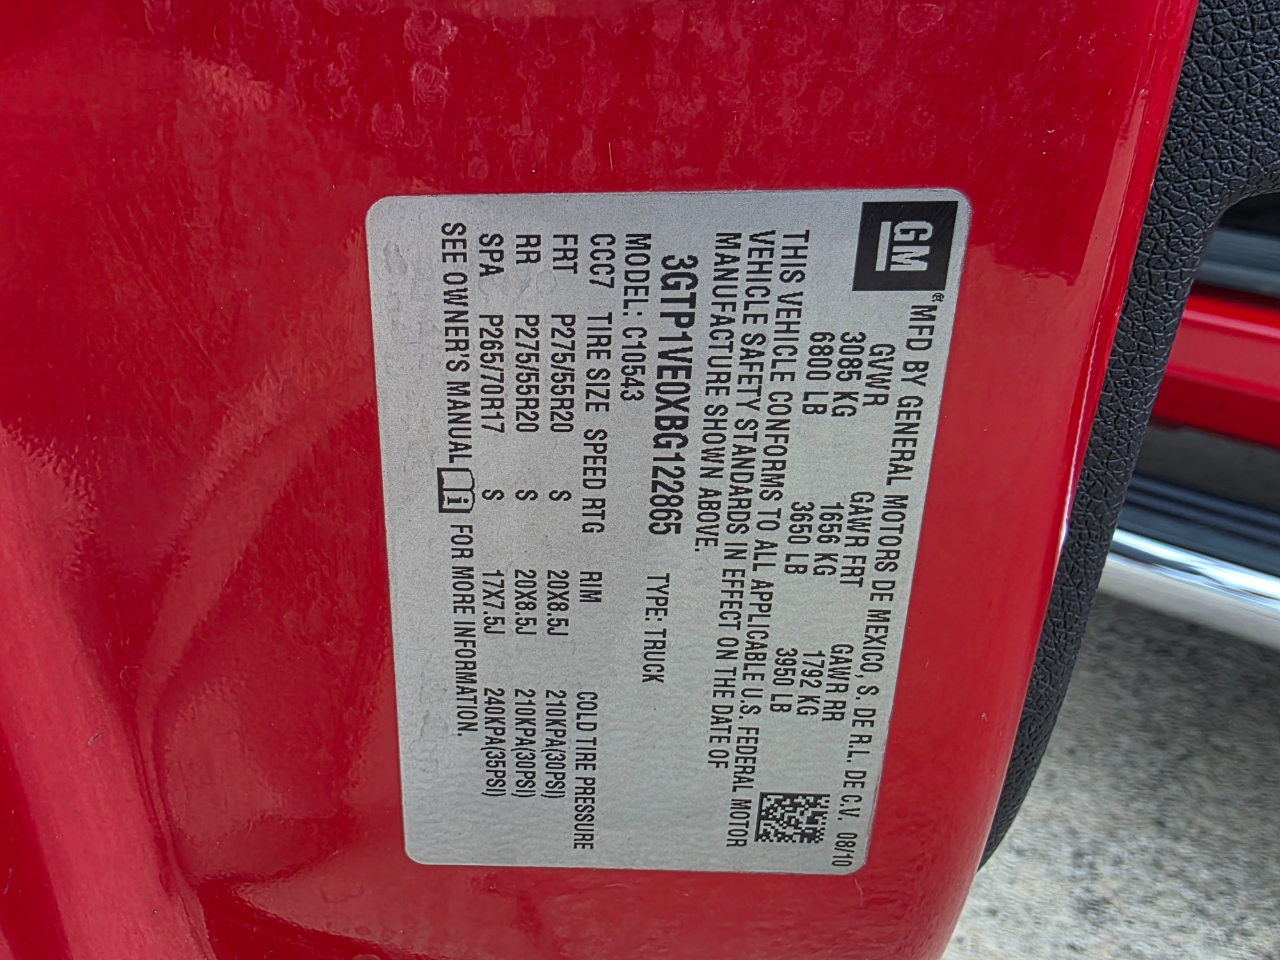 GM
® MFD BY GENERAL MOTORS DE MEXICO, S. DE R.L. DE C.V. 08/10
GVWR GAWR FRT GAWR RR
3085 KG 1656 KG 1792 KG
6800 LB 3650 LB 3950 LB
THIS VEHICLE CONFORMS TO ALL APPLICABLE U.S. FEDERAL MOTOR
VEHICLE SAFETY STANDARDS IN EFFECT ON THE DATE OF
MANUFACTURE SHOWN ABOVE.
3GTP1VE0XBG122865 TYPE: TRUCK
MODEL: C10543
CCC7 TIRE SIZE SPEED RTG RIM COLD TIRE PRESSURE
FRT P275/55R20 S 20X8.5J 210KPA(30PSI)
RR P275/55R20 S 20X8.5J 210KPA(30PSI)
SPA P265/70R17 S 17X7.5J 240KPA(35PSI)
SEE OWNER'S MANUAL i FOR MORE INFORMATION.